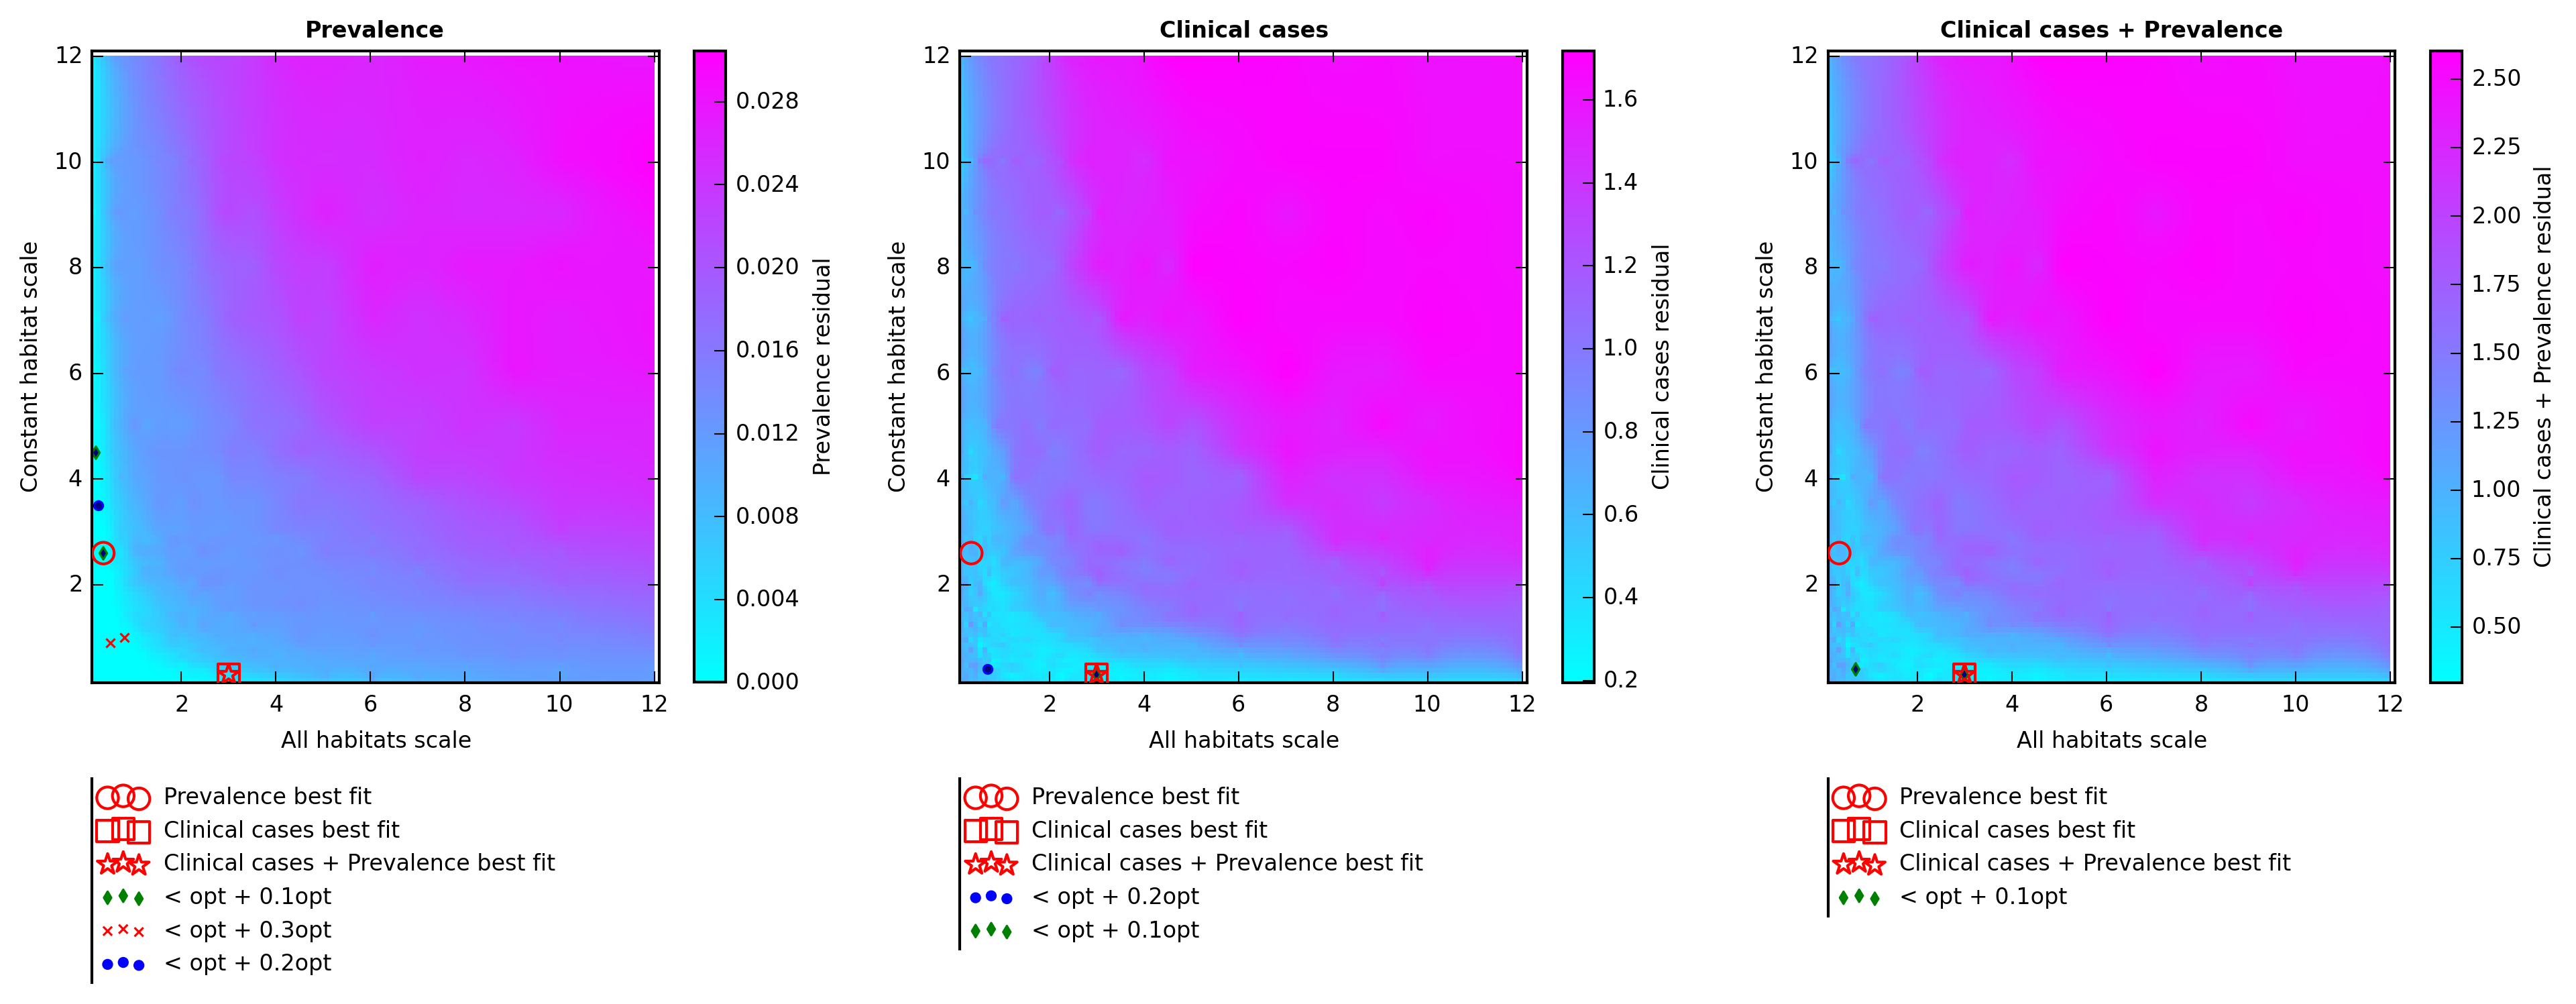 Prevalence
12
10
8
6
4
2
Constant habitat scale
2 4 6 8 10 12
All habitats scale
0.028
0.024
0.020
0.016
0.012
0.008
0.004
0.000
Prevalence residual
Prevalence best fit
Clinical cases best fit
Clinical cases + Prevalence best fit
< opt + 0.1opt
< opt + 0.3opt
< opt + 0.2opt
Clinical cases
12
10
8
6
4
2
Constant habitat scale
2 4 6 8 10 12
All habitats scale
1.6
1.4
1.2
1.0
0.8
0.6
0.4
0.2
Clinical cases residual
Prevalence best fit
Clinical cases best fit
Clinical cases + Prevalence best fit
< opt + 0.2opt
< opt + 0.1opt
Clinical cases + Prevalence
12
10
8
6
4
2
Constant habitat scale
2 4 6 8 10 12
All habitats scale
2.50
2.25
2.00
1.75
1.50
1.25
1.00
0.75
0.50
Clinical cases + Prevalence residual
Prevalence best fit
Clinical cases best fit
Clinical cases + Prevalence best fit
< opt + 0.1opt